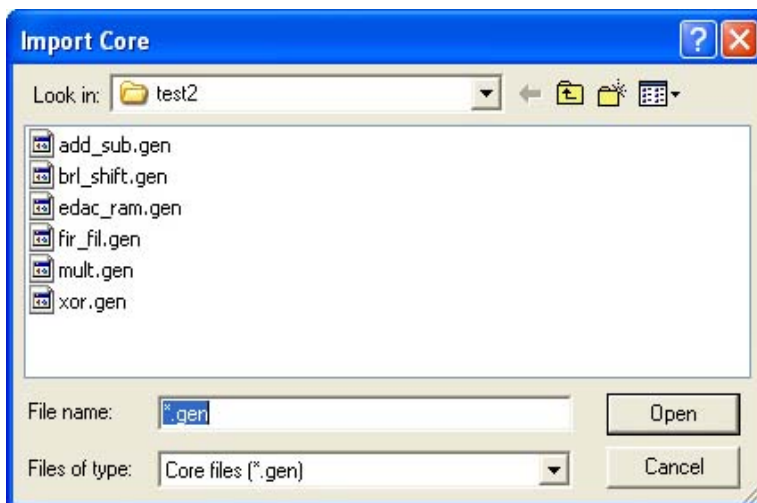 Import Core
Look in: test2
add_sub.gen
brl_shift.gen
edac_ram.gen
fir_fil.gen
mult.gen
xor.gen
File name: *.gen Open
Files of type: Core files (*.gen) Cancel